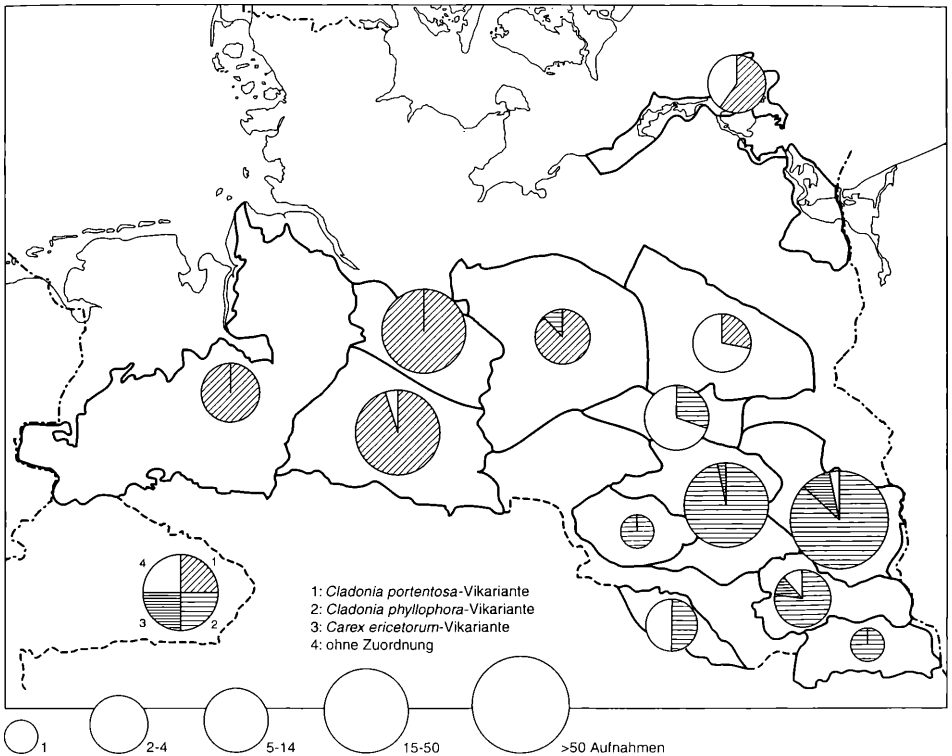 4 1
3 2
1: Cladonia portentosa-Vikariante
2: Cladonia phyllophora-Vikariante
3: Carex ericetorum-Vikariante
4: ohne Zuordnung
1 2-4 5-14 15-50 >50 Aufnahmen